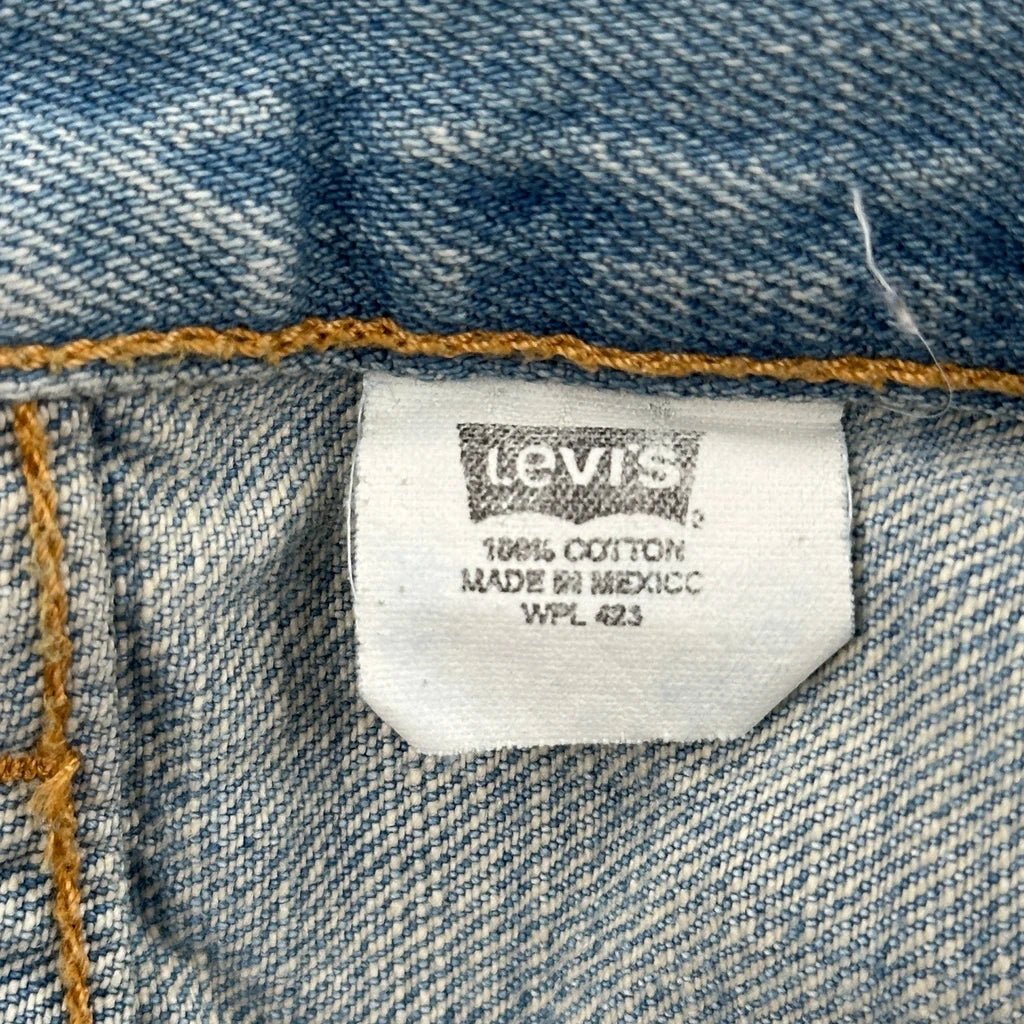 Levi's
100% COTTON
MADE IN MEXICO
WPL 423